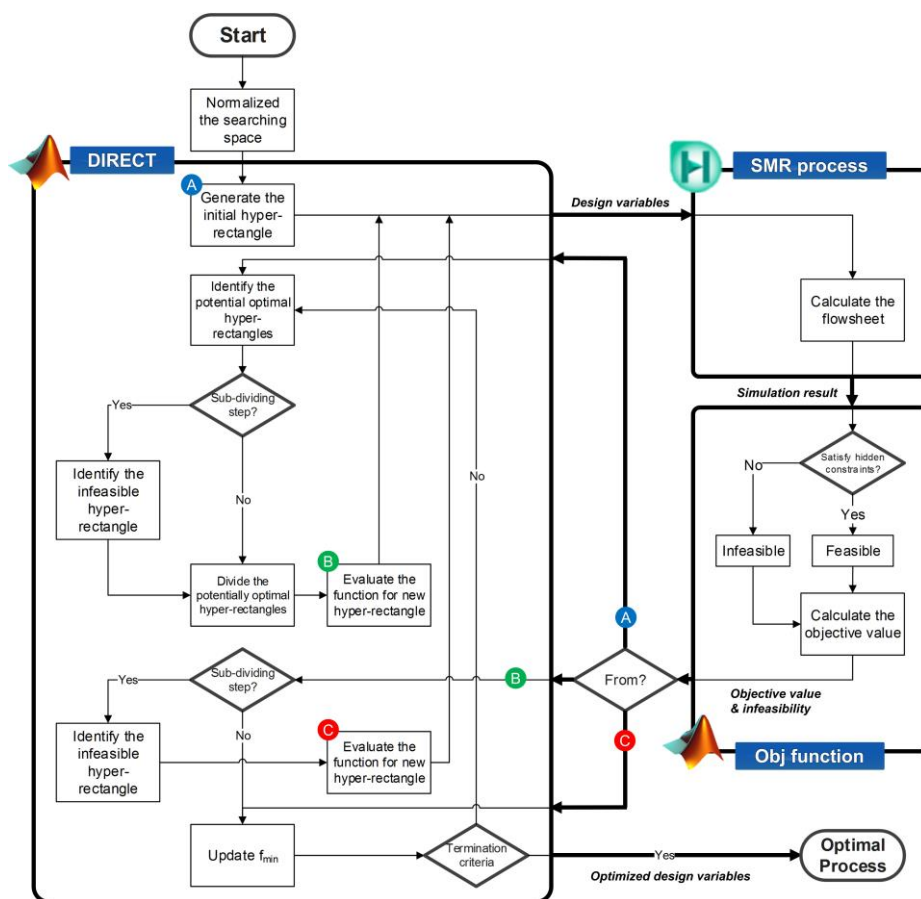 Start
Normalized
the searching
space
DIRECT
A
Generate the
initial hyper-
rectangle
Design variables
H
SMR process
Identify the
potential optimal
hyper-
rectangles
Calculate the
flowsheet
Simulation result
Sub-dividing
step?
Yes
No
No
Satisfy hidden
constraints?
No
Yes
Identify the
infeasible
hyper-
rectangle
Infeasible
Feasible
Divide the
potentially optimal
hyper-rectangles
B
Evaluate the
function for new
hyper-rectangle
Calculate the
objective value
A
Sub-dividing
step?
Yes
No
B
From?
Objective value
& infeasibility
Identify the
infeasible
hyper-
rectangle
C
Evaluate the
function for new
hyper-rectangle
C
Obj function
Update fmin
Termination
criteria
Yes
Optimized design variables
Optimal
Process